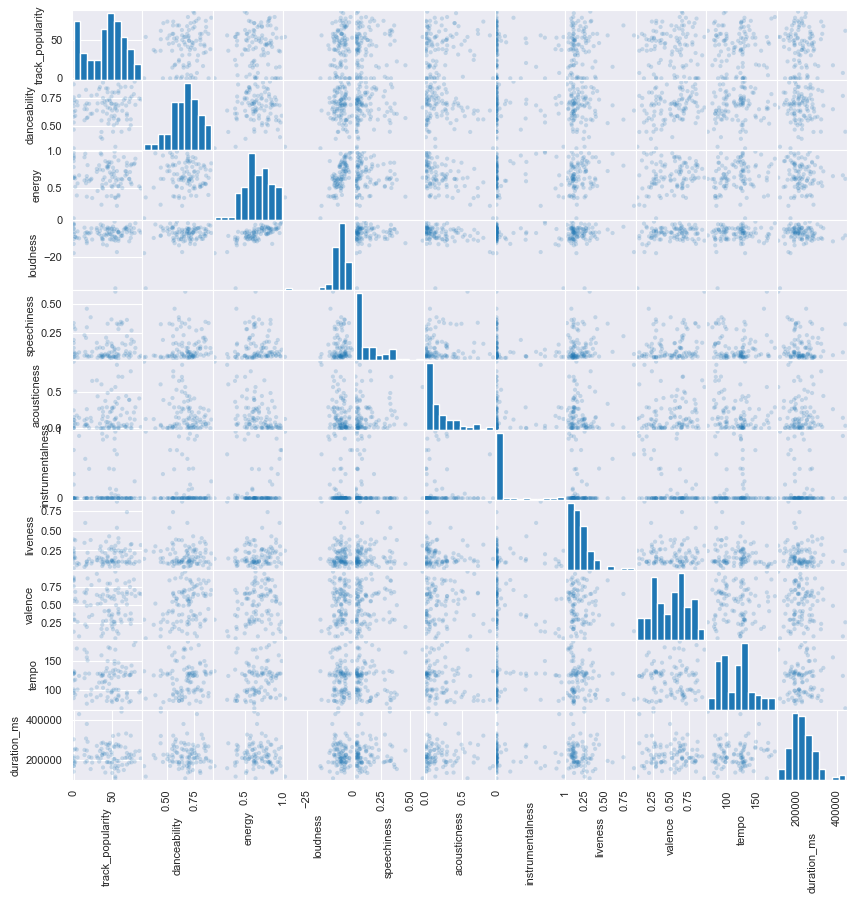 track_popularity
50
0
danceability
0.75
0.50
energy
1.0
0.5
0
loudness
−20
speechiness
0.50
0.25
acousticness
0.5
0.0
instrumentalness
1
0
liveness
0.75
0.50
0.25
valence
0.75
0.50
0.25
tempo
150
100
duration_ms
400000
200000
0
50
track_popularity
0.50
0.75
danceability
0.5
1.0
energy
−25
0
loudness
0.25
0.50
speechiness
0.0
0.5
acousticness
0
1
instrumentalness
0.25
0.50
0.75
liveness
0.25
0.50
0.75
valence
100
150
tempo
200000
400000
duration_ms